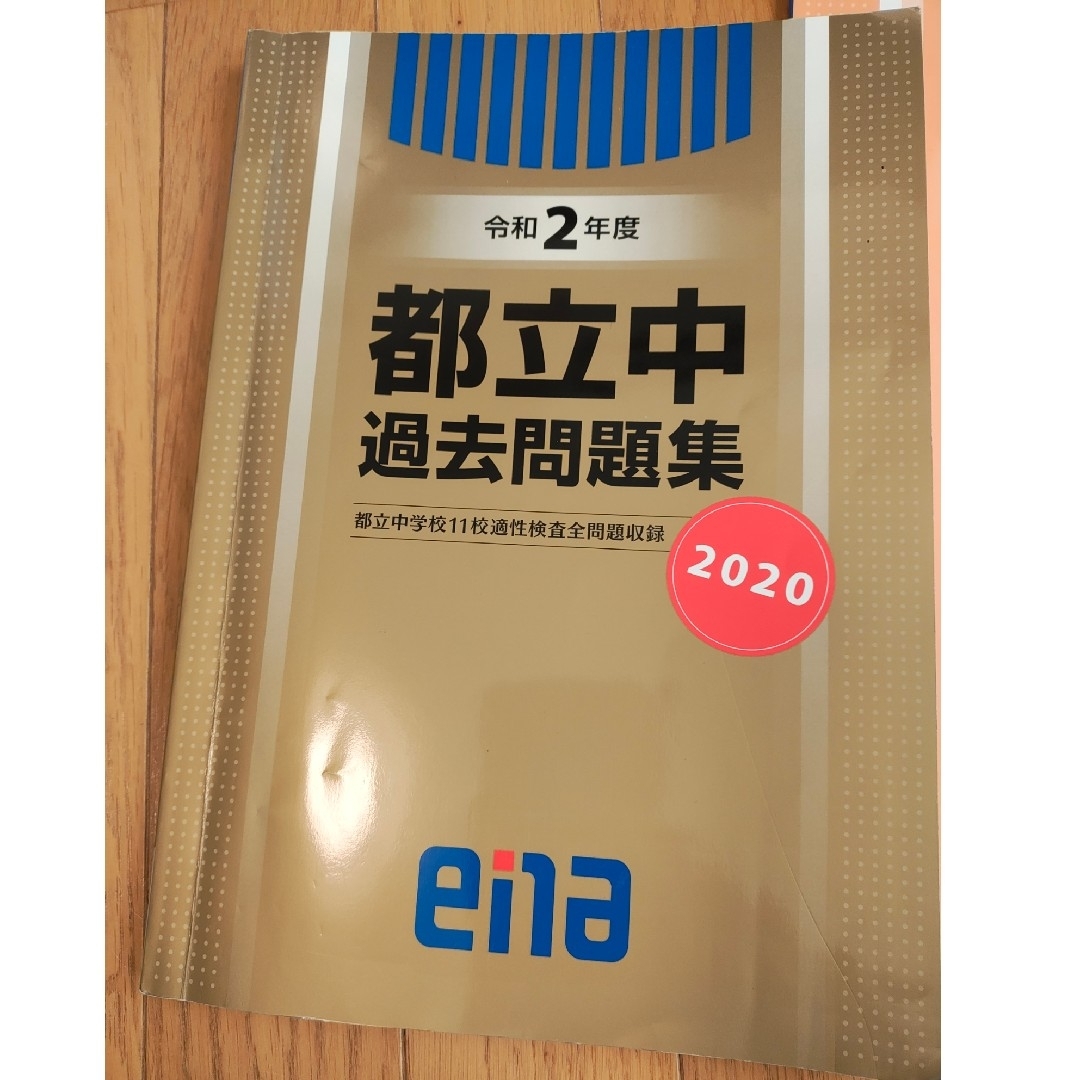 令和2年度
都立中
過去問題集
都立中学校11校適性検査全問題収録
2020
ena